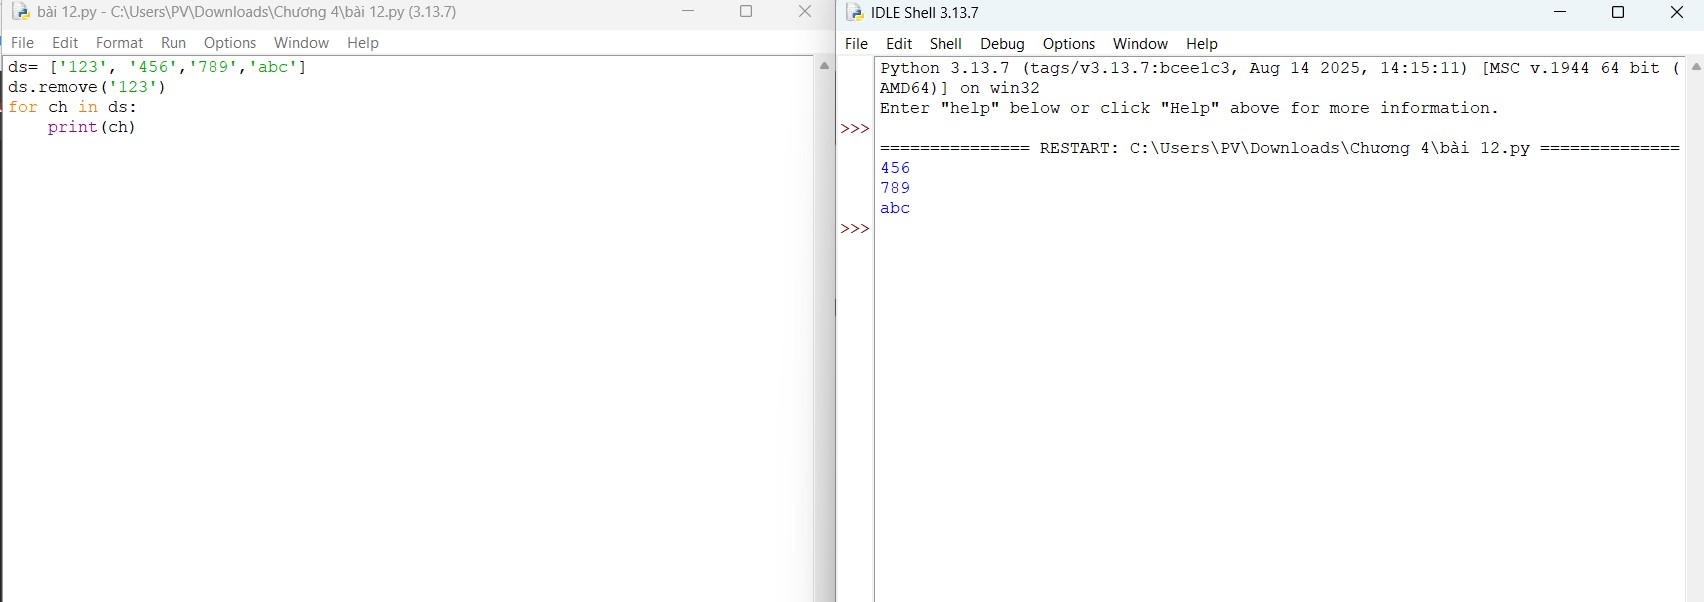 bài 12.py - C:\Users\PV\Downloads\Chương 4\bài 12.py (3.13.7)
File Edit Format Run Options Window Help
ds= ['123', '456','789','abc']
ds.remove('123')
for ch in ds:
    print(ch)
IDLE Shell 3.13.7
File Edit Shell Debug Options Window Help
Python 3.13.7 (tags/v3.13.7:bcee1c3, Aug 14 2025, 14:15:11) [MSC v.1944 64 bit (
AMD64)] on win32
Enter "help" below or click "Help" above for more information.
>>>
=============== RESTART: C:\Users\PV\Downloads\Chương 4\bài 12.py ==============
456
789
abc
>>>